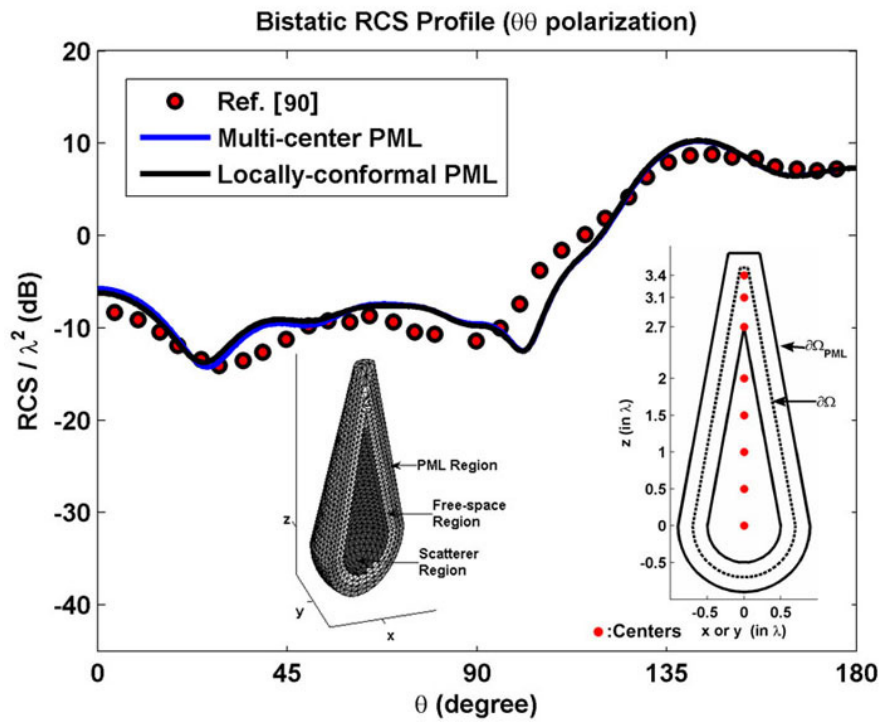 Bistatic RCS Profile (θθ polarization)
20
10
0
-10
-20
-30
-40
RCS / λ² (dB)
Ref. [90]
Multi-center PML
Locally-conformal PML
PML Region
Free-space
Region
Scatterer
Region
z
y
x
3.4
3.1
2.7
2
1.5
1
0.5
0
-0.5
z (in λ)
∂Ω_PML
∂Ω
-0.5 0 0.5
:Centers x or y (in λ)
0 45 90 135 180
θ (degree)